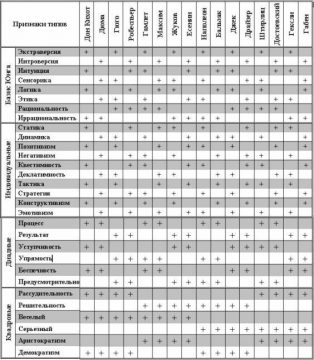 Признаки типов Дон Кихот Дюма Гюго Робеспьер Гамлет Максим Жуков Есенин Наполеон Бальзак Джек Драйзер Штирлиц Достоевский Гексли Габен
Базис Юнга
Экстраверсия
Интроверсия
Интуиция
Сенсорика
Логика
Этика
Рациональность
Иррациональность
Индивидуальные
Статика
Динамика
Позитивизм
Негативизм
Квестимность
Деклатимность
Тактика
Стратегия
Конструктивизм
Эмотивизм
Диадные
Процесс
Результат
Уступчивость
Упрямость
Беспечность
Предусмотрительно
Квадровые
Рассудительность
Решительность
Веселый
Серьезный
Аристократизм
Демократизм